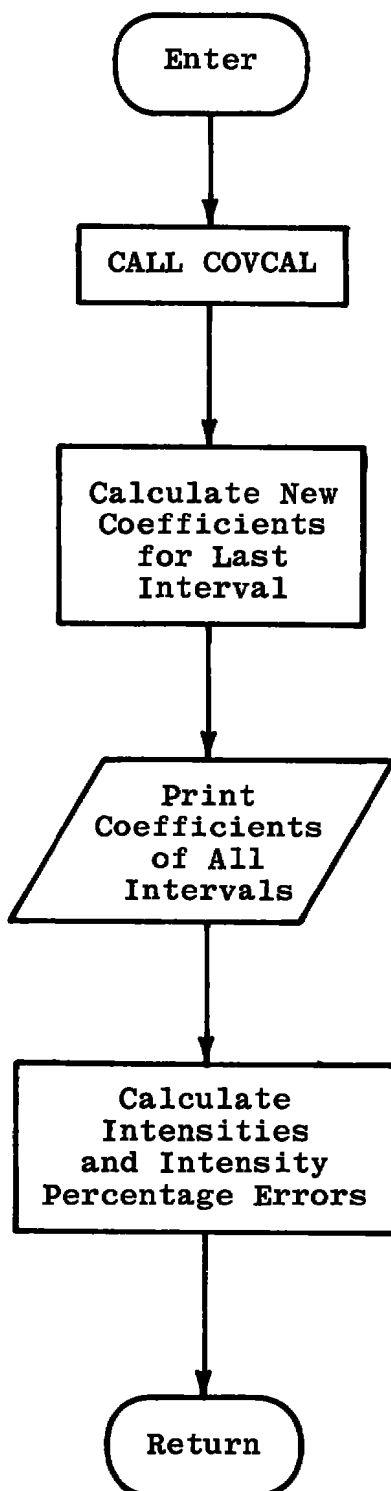 Enter
CALL COVCAL
Calculate New
Coefficients
for Last
Interval
Print
Coefficients
of All
Intervals
Calculate
Intensities
and Intensity
Percentage Errors
Return